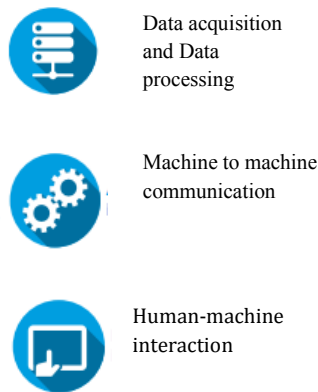 Data acquisition
and Data
processing
Machine to machine
communication
Human-machine
interaction